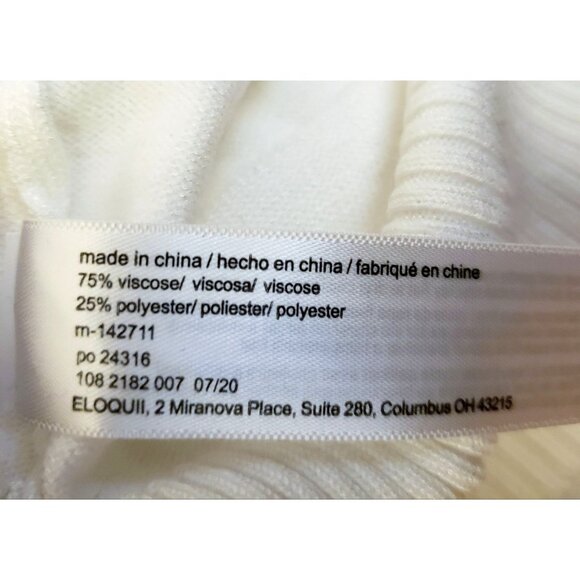 made in china / hecho en china / fabriqué en chine
75% viscose/ viscosa/ viscose
25% polyester/ poliester/ polyester
m-142711
po 24316
108 2182 007 07/20
ELOQUII, 2 Miranova Place, Suite 280, Columbus OH 43215